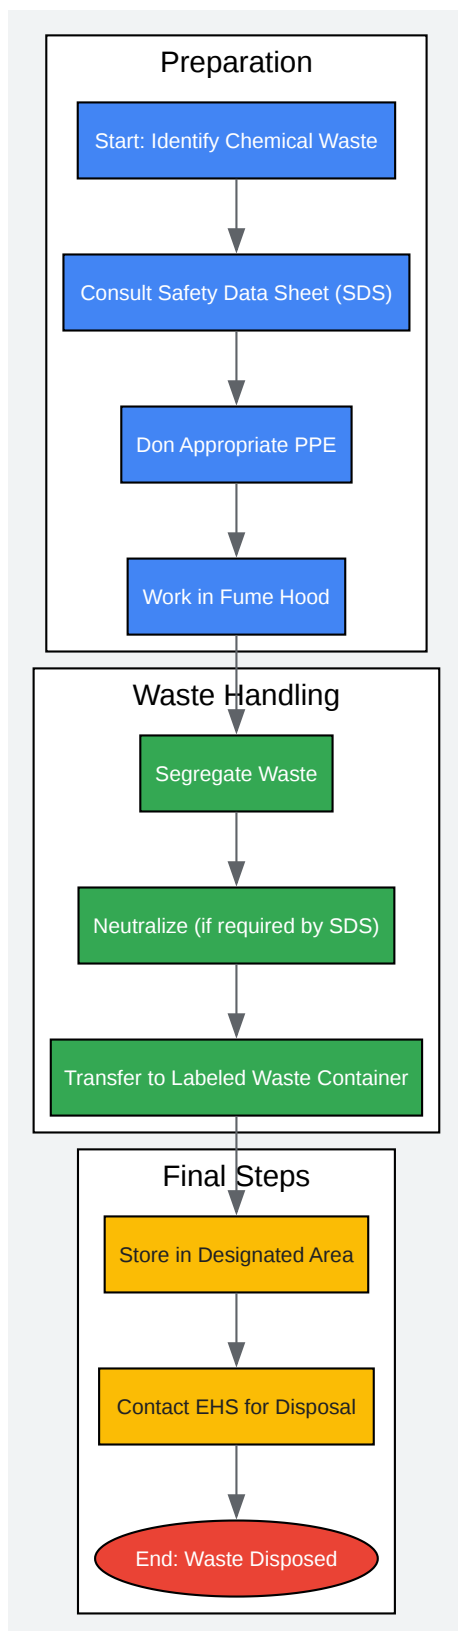 Preparation
Start: Identify Chemical Waste
Consult Safety Data Sheet (SDS)
Don Appropriate PPE
Work in Fume Hood
Waste Handling
Segregate Waste
Neutralize (if required by SDS)
Transfer to Labeled Waste Container
Final Steps
Store in Designated Area
Contact EHS for Disposal
End: Waste Disposed